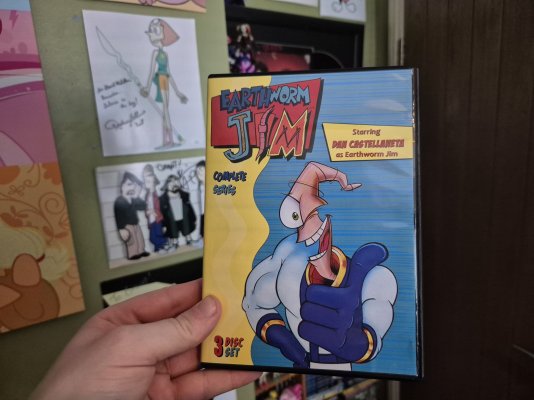 EARTHWORM
JIM
Starring
DAN CASTELLANETA
as Earthworm Jim
COMPLETE
SERIES
3 DISC
SET